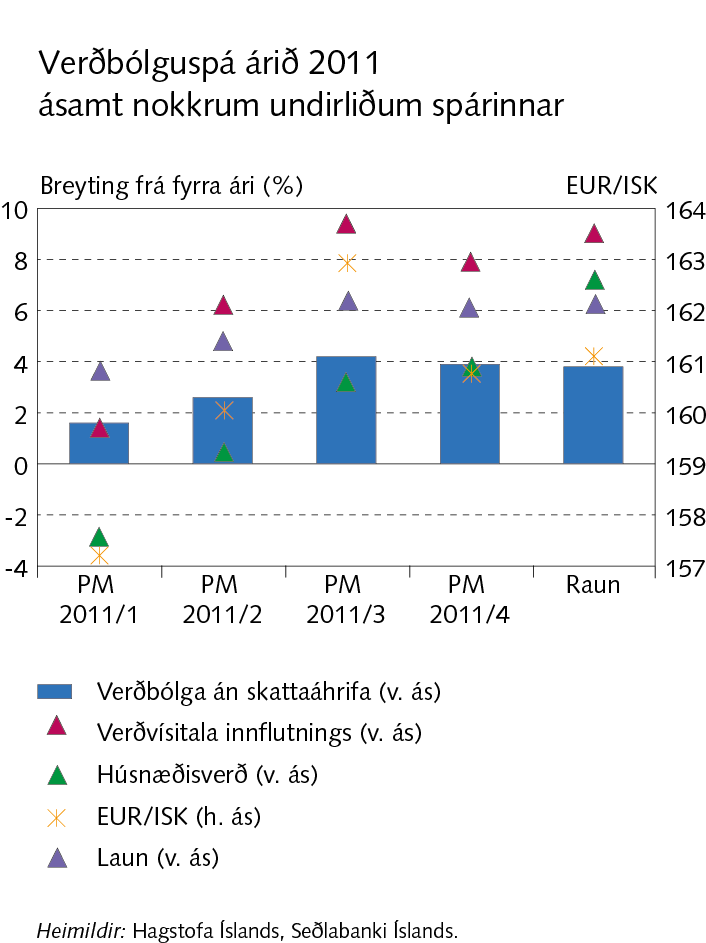 Verðbólguspá árið 2011
ásamt nokkrum undirliðum spárinnar
Breyting frá fyrra ári (%)
EUR/ISK
10
8
6
4
2
0
-2
-4
164
163
162
161
160
159
158
157
PM
2011/1
PM
2011/2
PM
2011/3
PM
2011/4
Raun
Verðbólga án skattaáhrifa (v. ás)
Verðvísitala innflutnings (v. ás)
Húsnæðisverð (v. ás)
EUR/ISK (h. ás)
Laun (v. ás)
Heimildir: Hagstofa Íslands, Seðlabanki Íslands.